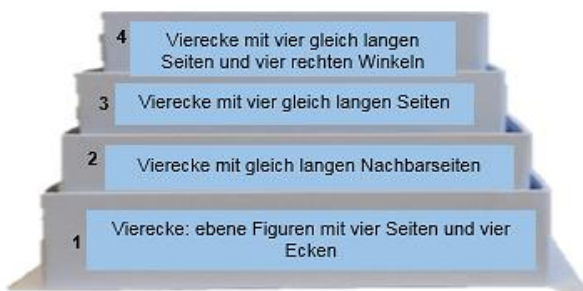 4
Vierecke mit vier gleich langen
Seiten und vier rechten Winkeln
3
Vierecke mit vier gleich langen Seiten
2
Vierecke mit gleich langen Nachbarseiten
1
Vierecke: ebene Figuren mit vier Seiten und vier
Ecken